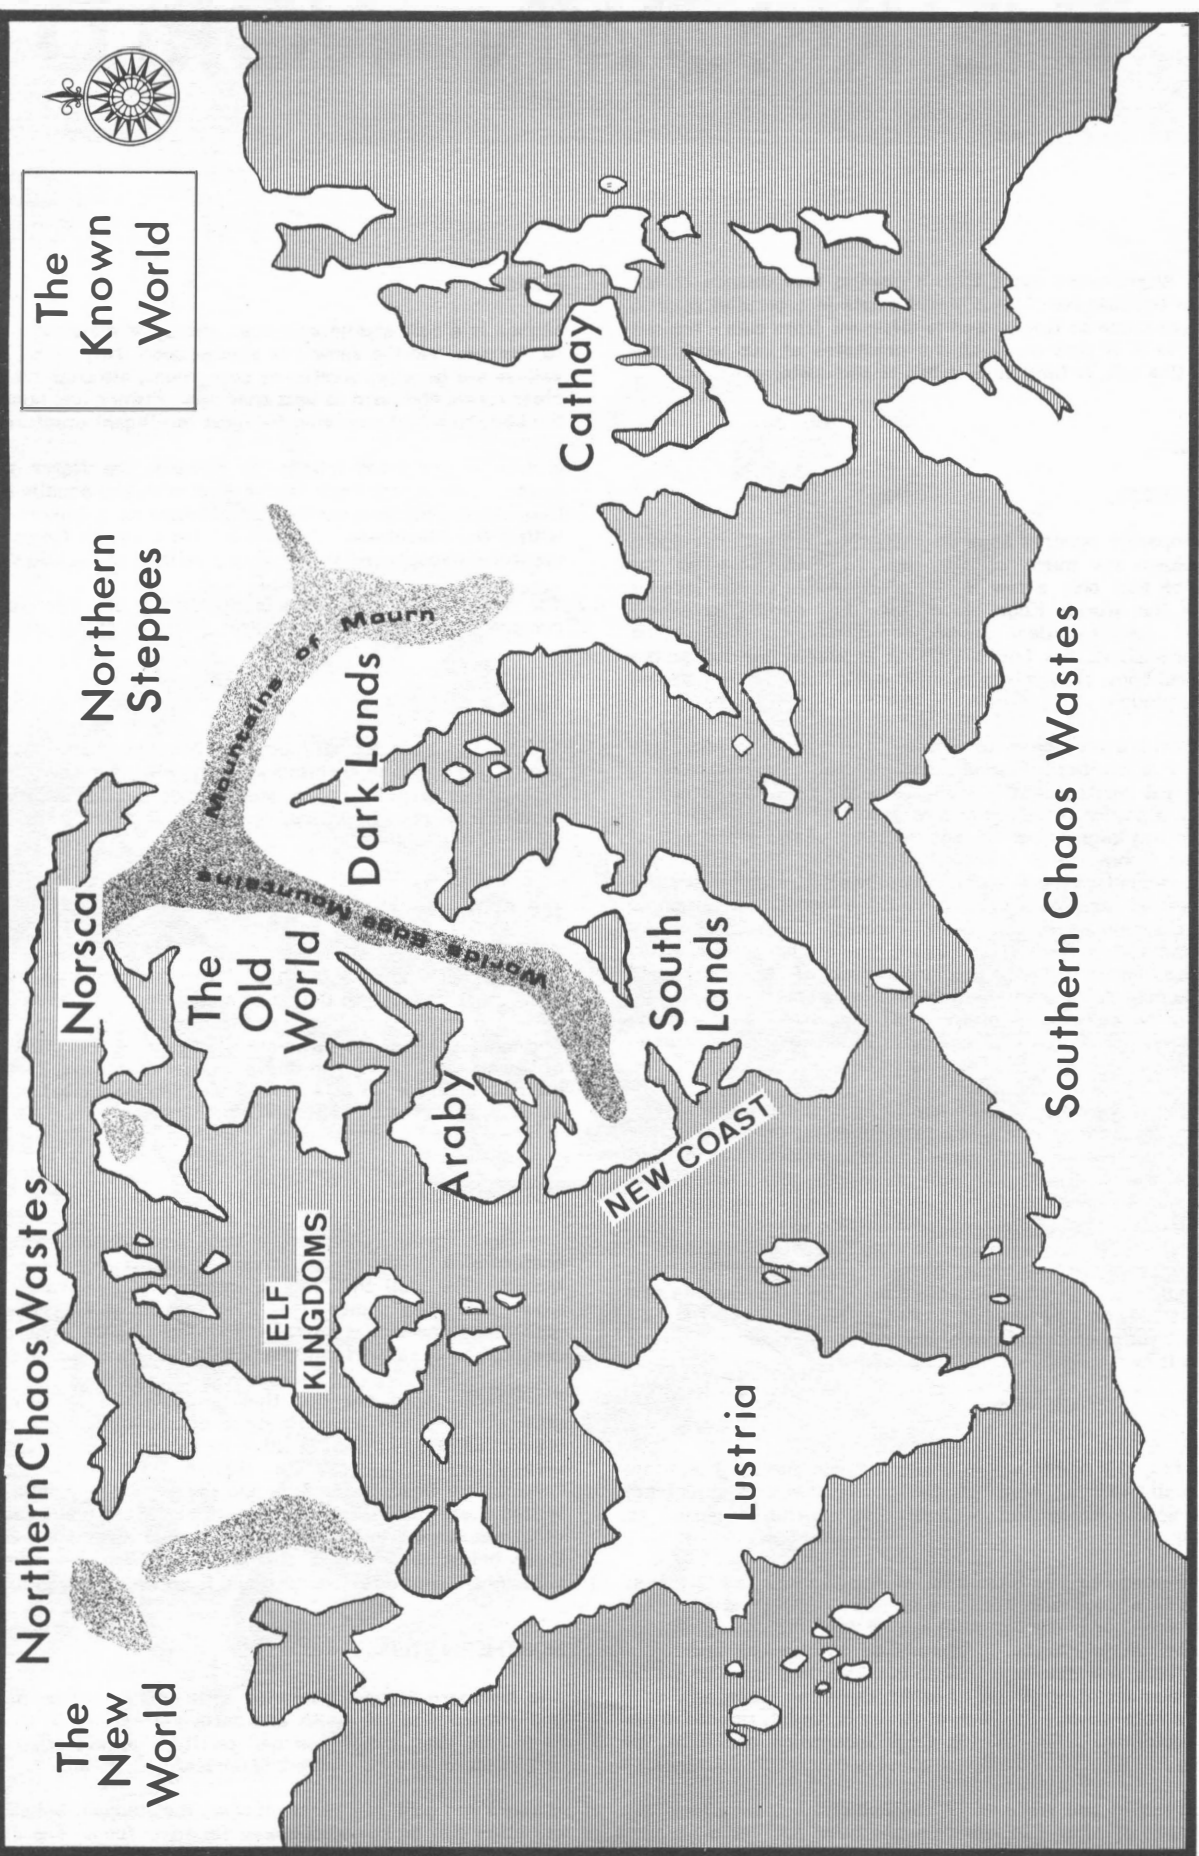 The
Known
World
Northern
Steppes
Mountains of Mourn
Dark Lands
Cathay
Norsca
The
Old
World
Worlds Edge Mountains
South
Lands
Araby
NEW COAST
Southern Chaos Wastes
Northern Chaos Wastes
ELF
KINGDOMS
Lustria
The
New
World